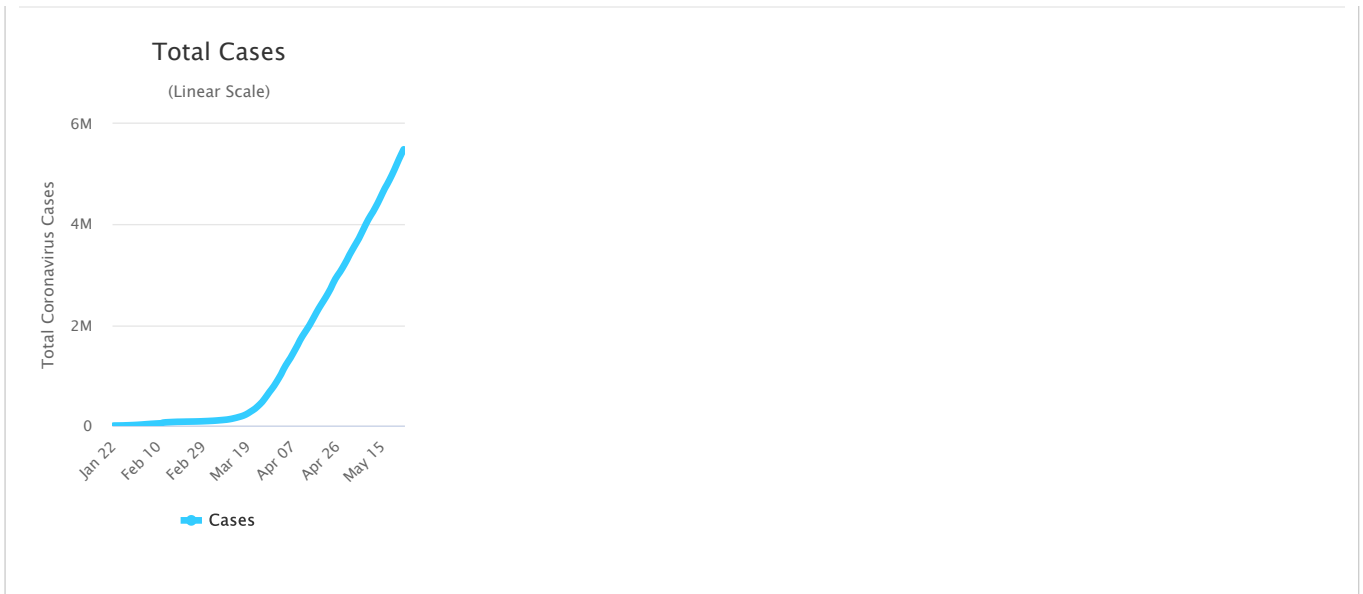 Total Cases
(Linear Scale)
Total Coronavirus Cases
6M
4M
2M
0
Jan 22
Feb 10
Feb 29
Mar 19
Apr 07
Apr 26
May 15
Cases